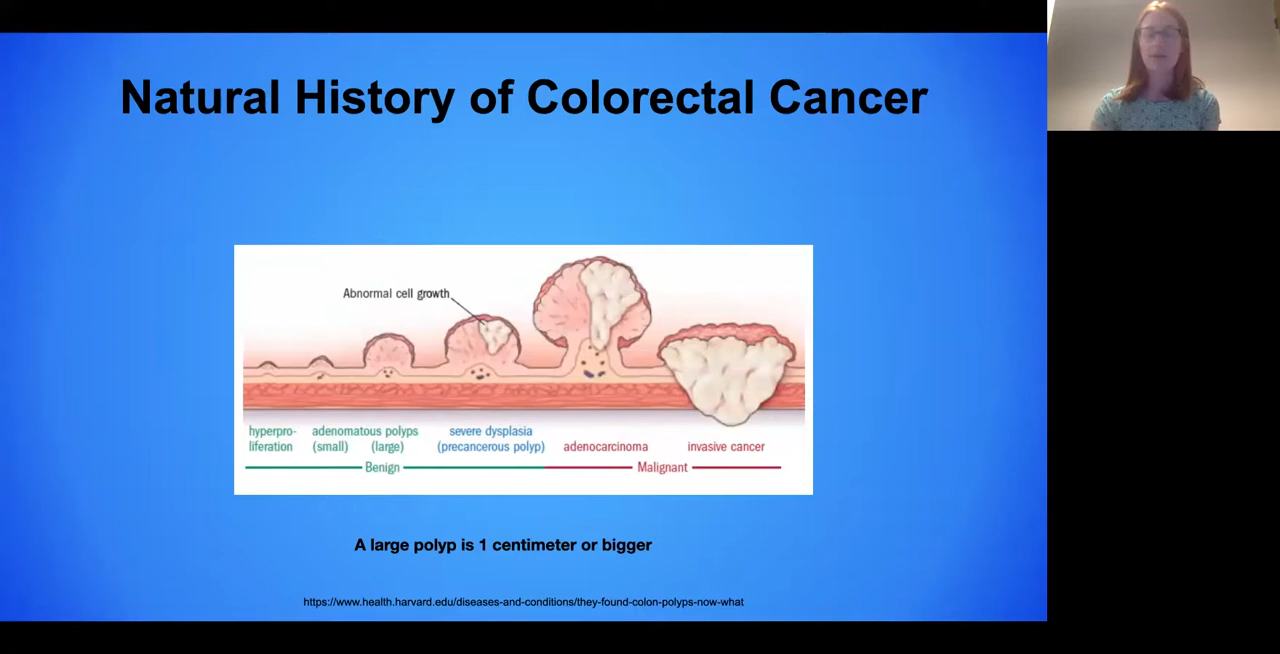 Natural History of Colorectal Cancer
Abnormal cell growth
hyperpro-
liferation
adenomatous polyps
(small) (large)
severe dysplasia
(precancerous polyp)
adenocarcinoma
invasive cancer
Benign
Malignant
A large polyp is 1 centimeter or bigger
https://www.health.harvard.edu/diseases-and-conditions/they-found-colon-polyps-now-what